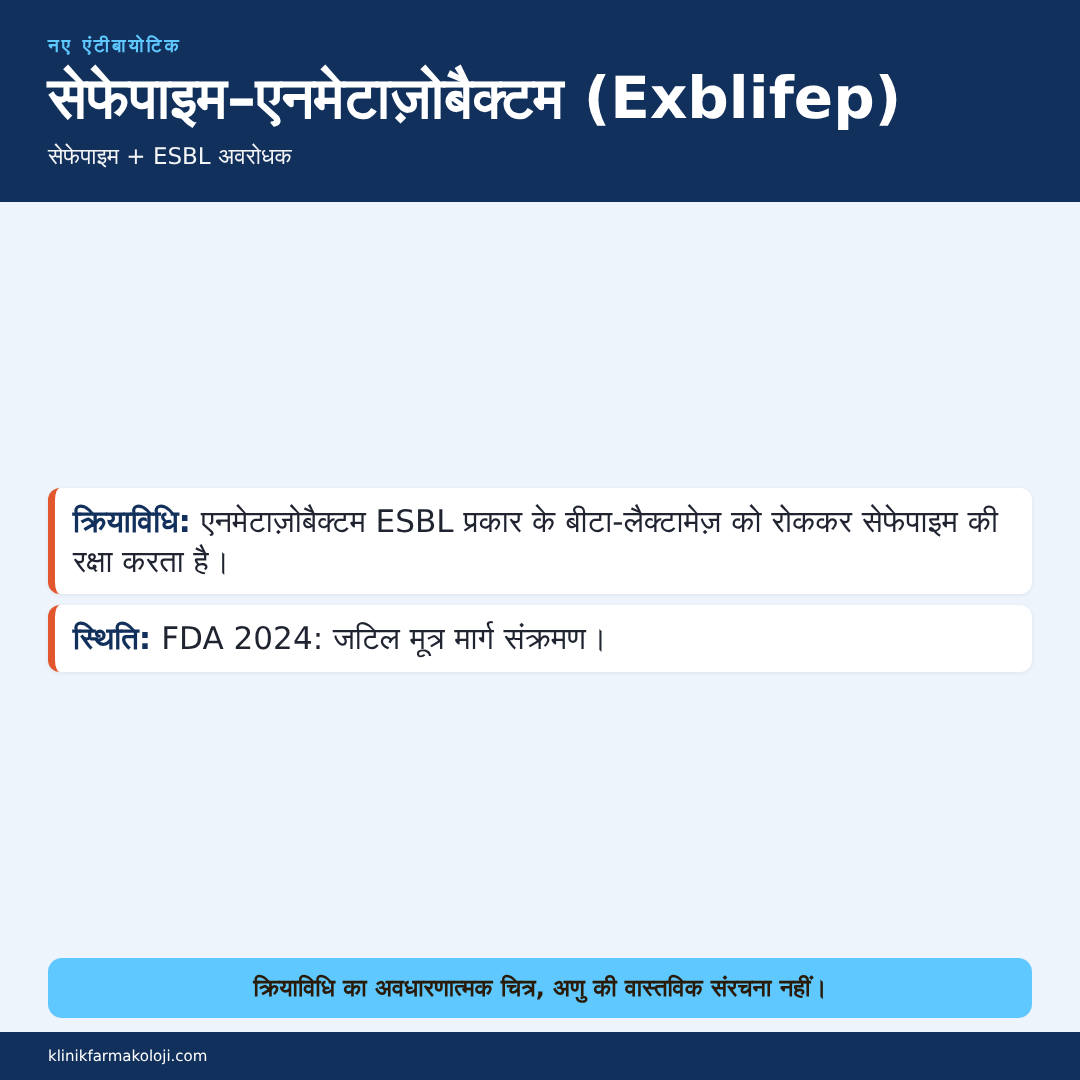 नए एंटीबायोटिक
सेफेपाइम–एनमेटाज़ोबैक्टम (Exblifep)
सेफेपाइम + ESBL अवरोधक
क्रियाविधि: एनमेटाज़ोबैक्टम ESBL प्रकार के बीटा-लैक्टामेज़ को रोककर सेफेपाइम की
रक्षा करता है।
स्थिति: FDA 2024: जटिल मूत्र मार्ग संक्रमण।
क्रियाविधि का अवधारणात्मक चित्र, अणु की वास्तविक संरचना नहीं।
klinikfarmakoloji.com